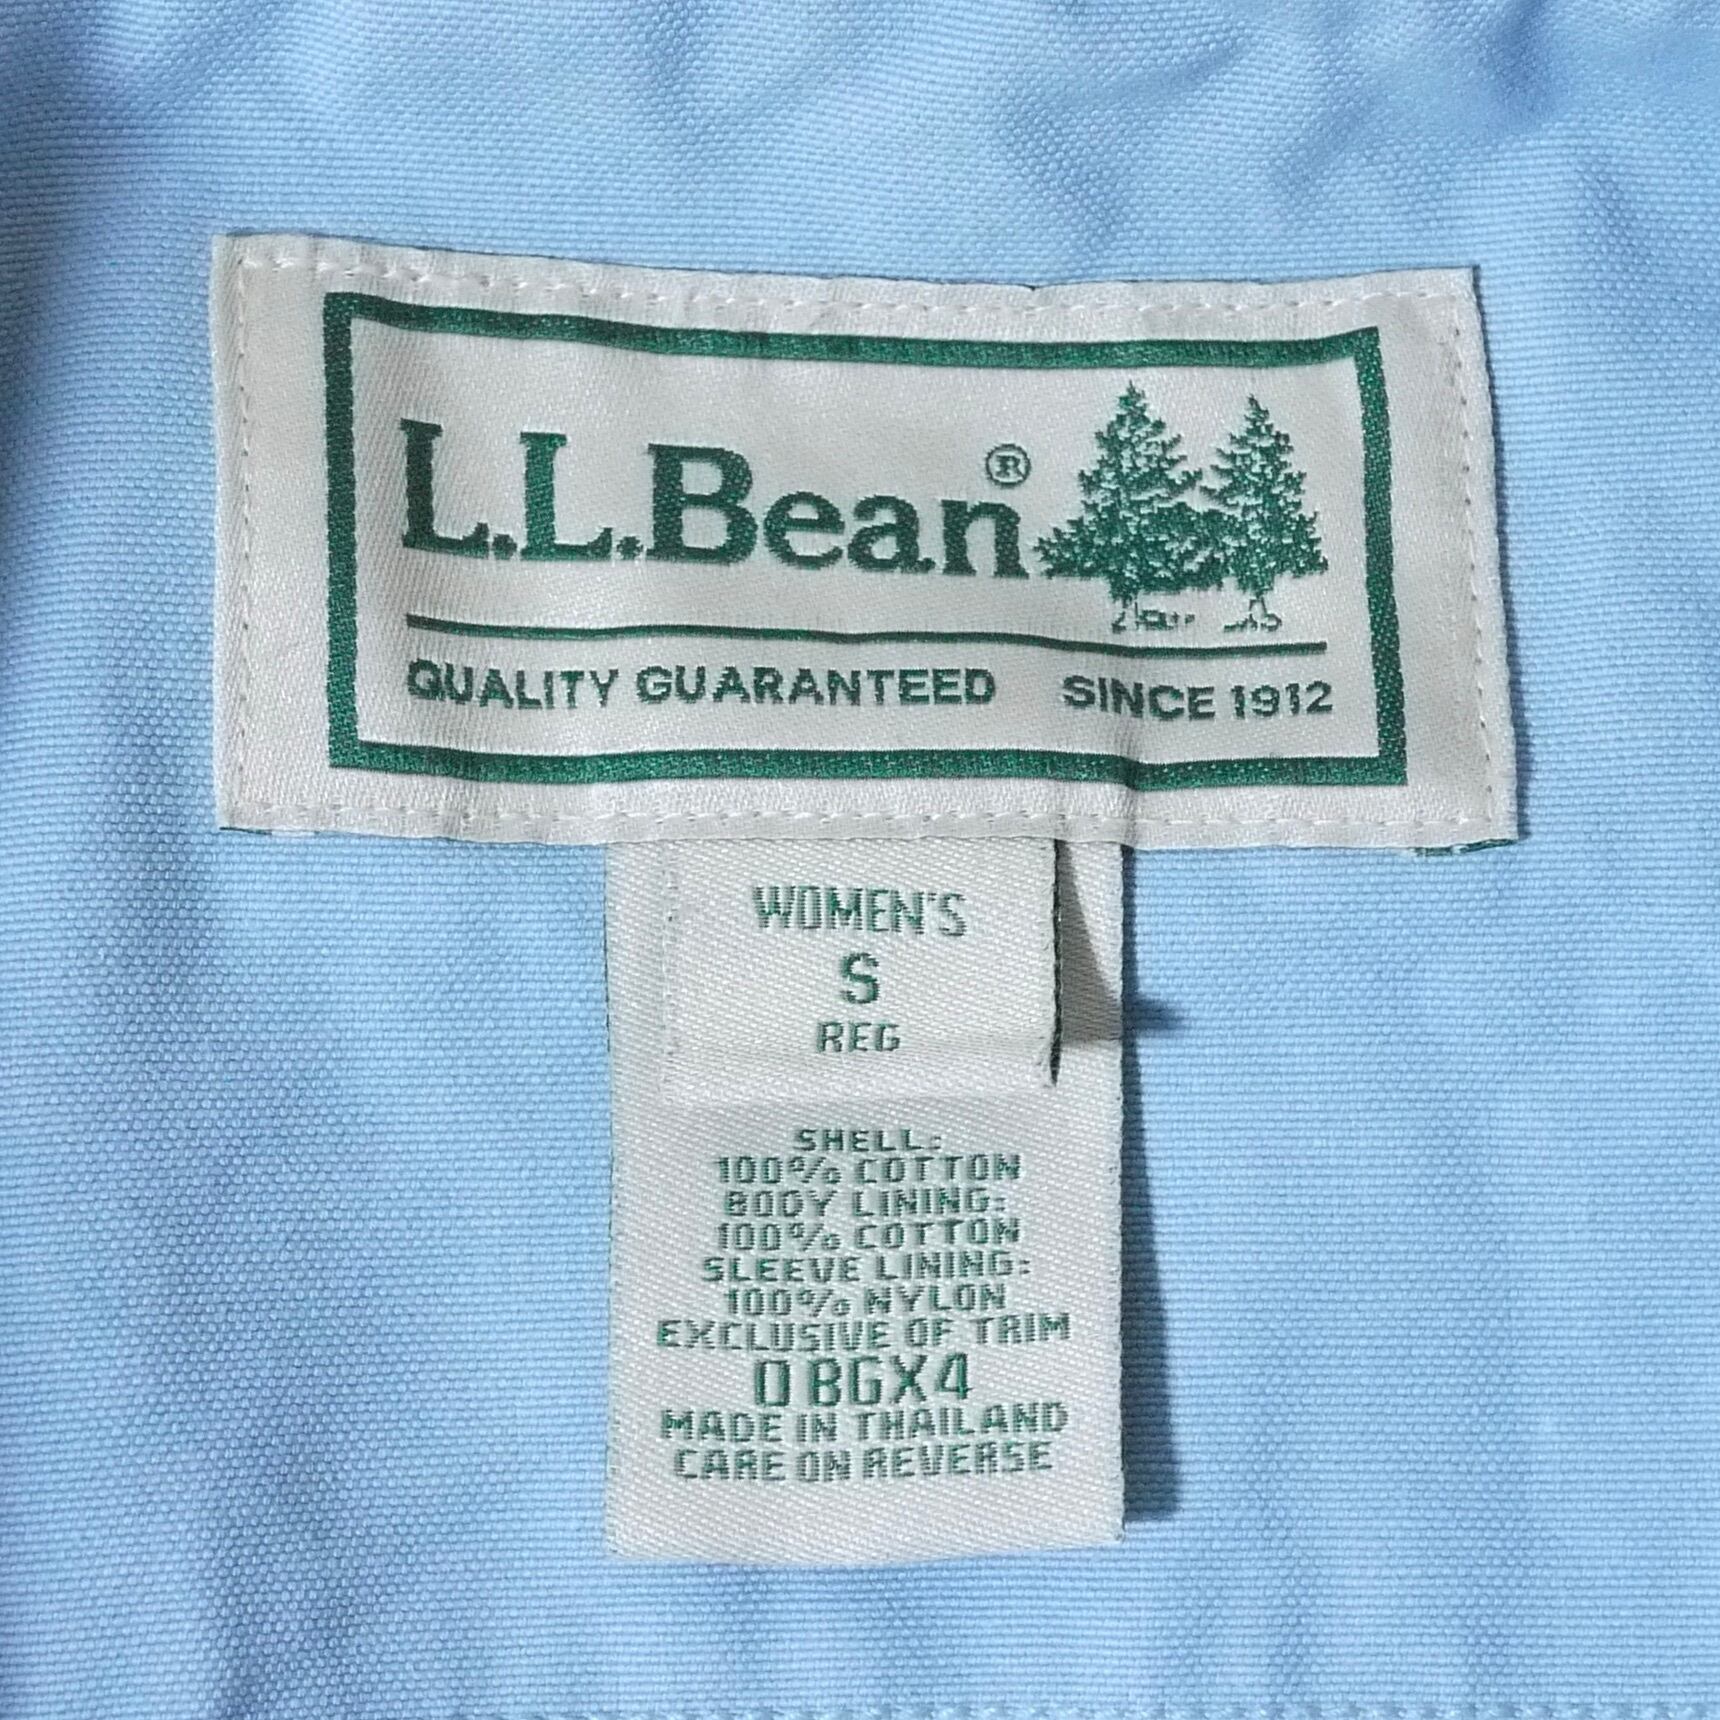 L.L.Bean®
QUALITY GUARANTEED SINCE 1912
WOMEN'S
S
REG
SHELL:
100% COTTON
BODY LINING:
100% COTTON
SLEEVE LINING:
100% NYLON
EXCLUSIVE OF TRIM
0BGX4
MADE IN THAILAND
CARE ON REVERSE